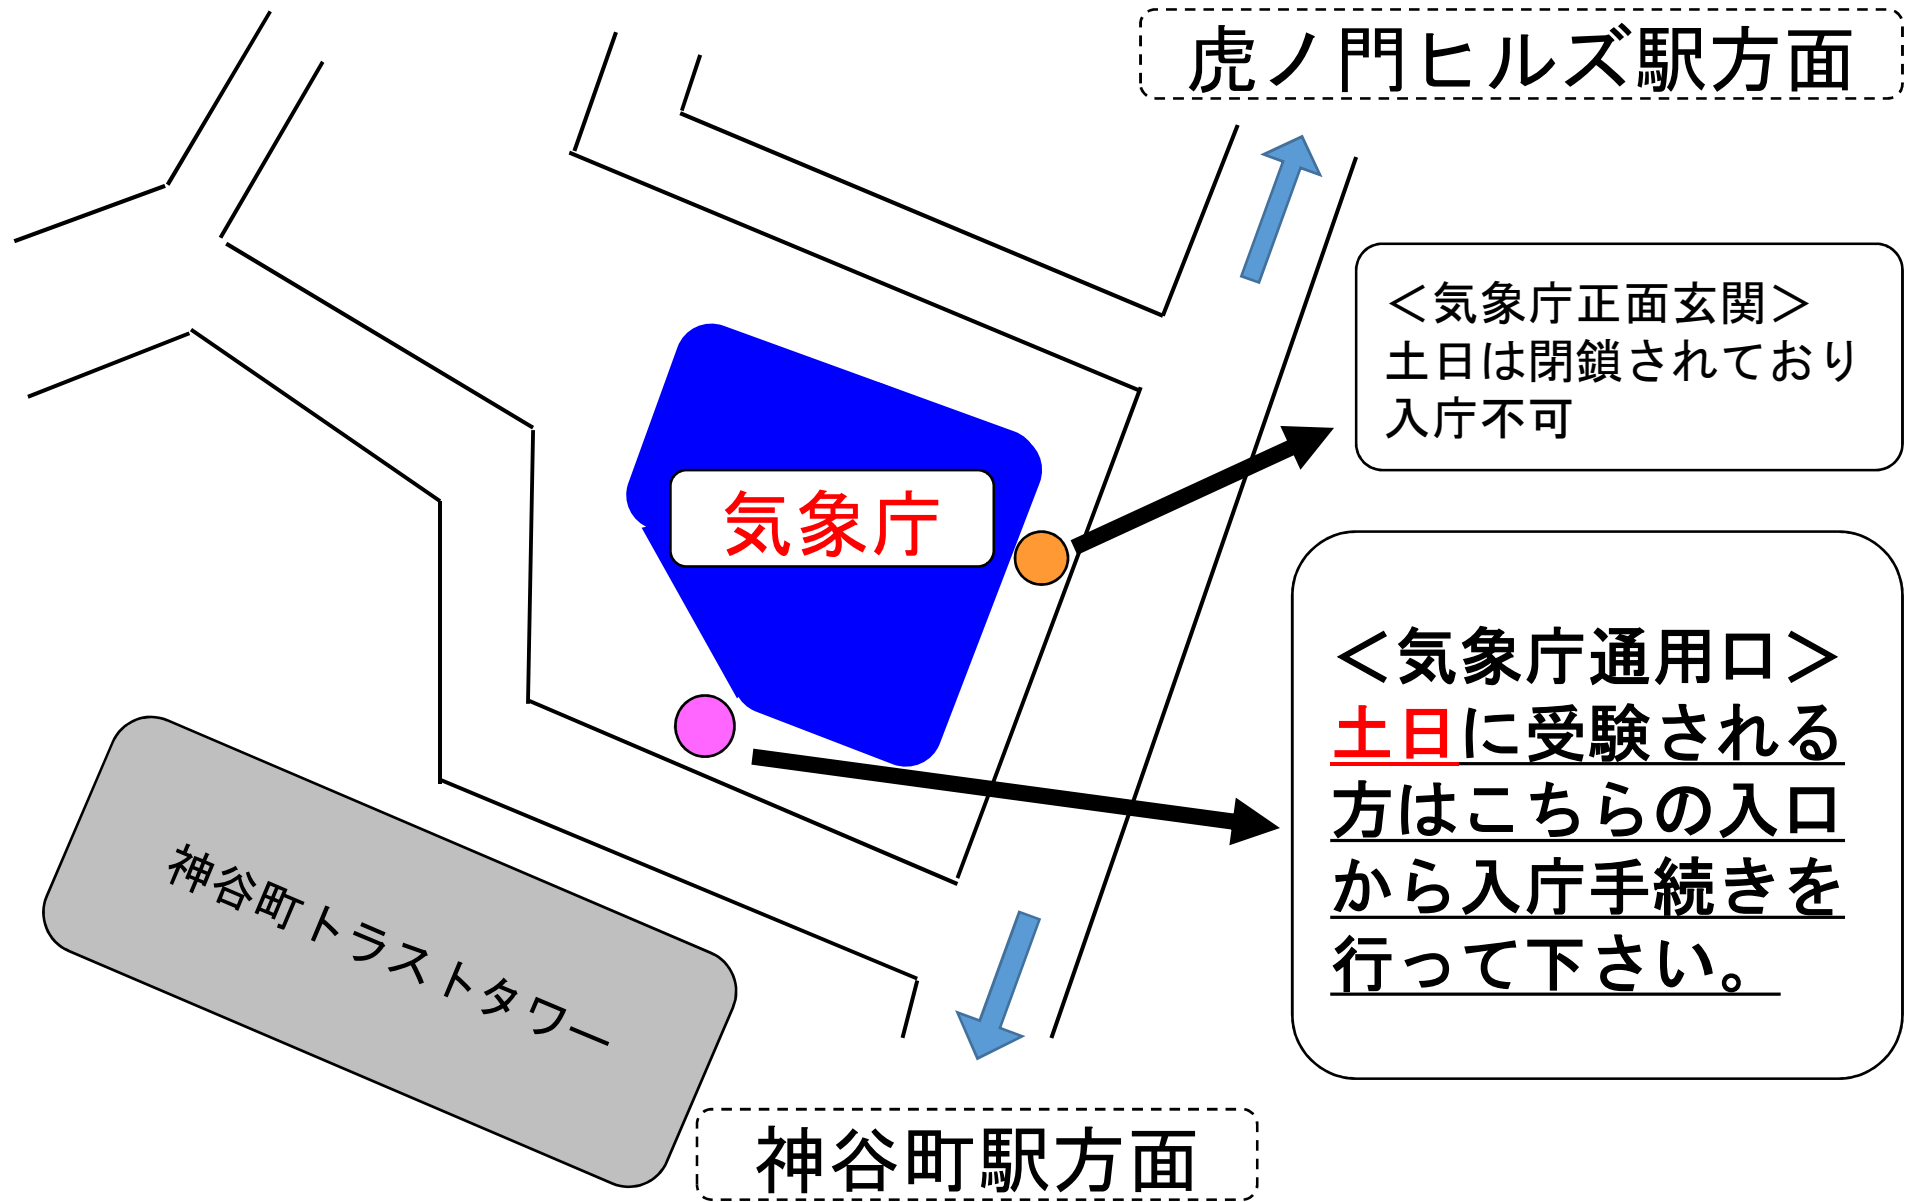 虎ノ門ヒルズ駅方面
＜気象庁正面玄関＞
土日は閉鎖されており
入庁不可
気象庁
＜気象庁通用口＞
土日に受験される
方はこちらの入口
から入庁手続きを
行って下さい。
神谷町トラストタワー
神谷町駅方面